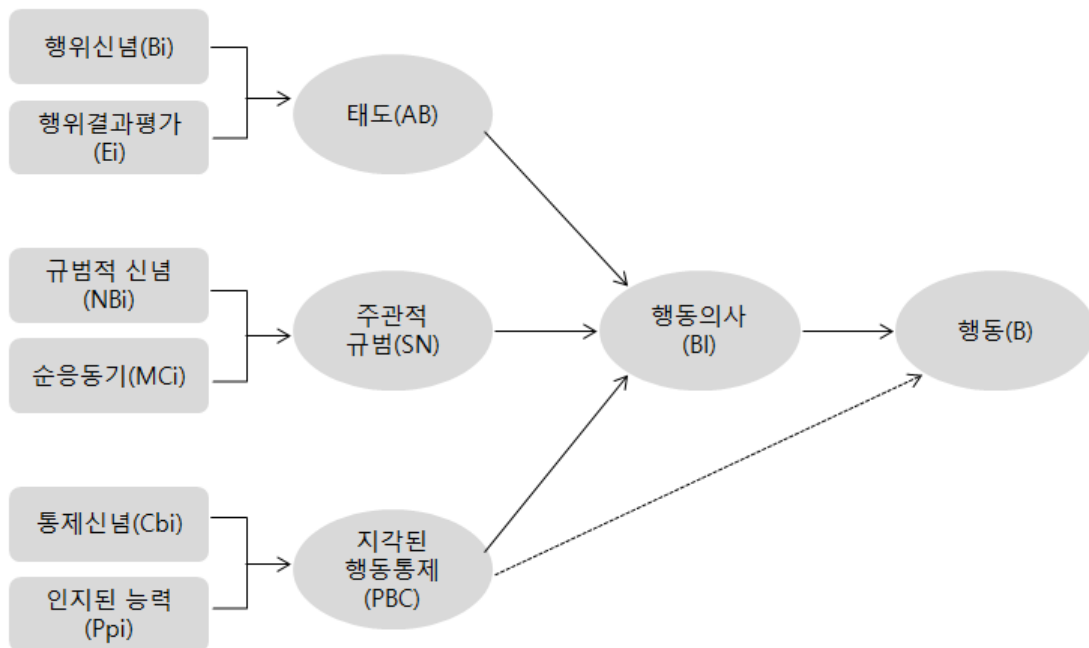 행위신념(Bi)
행위결과평가
(Ei)
태도(AB)
규범적 신념
(NBi)
순응동기(MCi)
주관적
규범(SN)
행동의사
(BI)
행동(B)
통제신념(Cbi)
인지된 능력
(Ppi)
지각된
행동통제
(PBC)